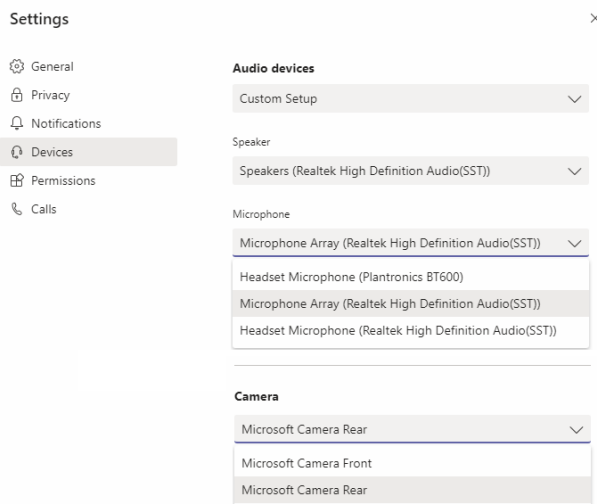 Settings
General
Privacy
Notifications
Devices
Permissions
Calls
Audio devices
Custom Setup
Speaker
Speakers (Realtek High Definition Audio(SST))
Microphone
Microphone Array (Realtek High Definition Audio(SST))
Headset Microphone (Plantronics BT600)
Microphone Array (Realtek High Definition Audio(SST))
Headset Microphone (Realtek High Definition Audio(SST))
Camera
Microsoft Camera Rear
Microsoft Camera Front
Microsoft Camera Rear